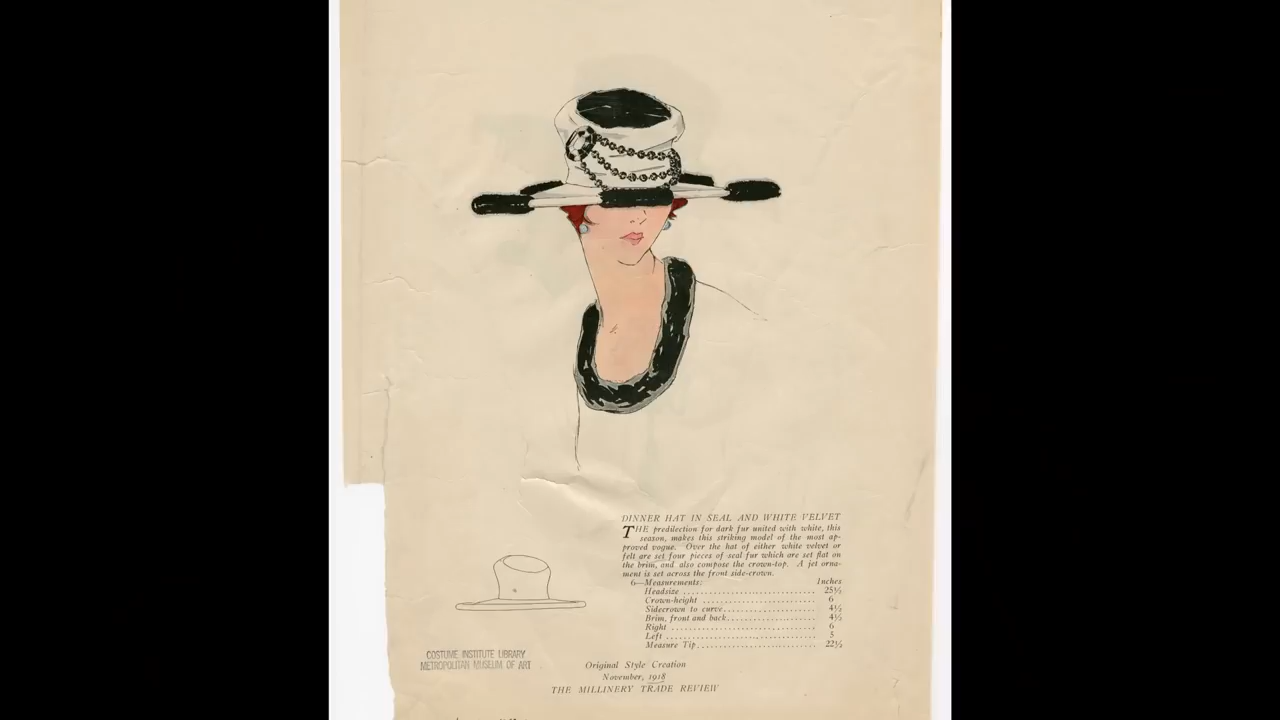 DINNER HAT IN SEAL AND WHITE VELVET
THE predilection for dark fur united with white, this
season, makes this striking model of the most ap-
proved vogue. Over the hat of either white velvet or
felt are set four pieces of seal fur which are set flat on
the brim, and also compose the crown-top. A jet orna-
ment is set across the front side-crown.
6—Measurements: Inches
Headsize 25½
Crown-height 6
Sidecrown to curve 4½
Brim, front and back 4½
Right 6
Left 5
Measure Tip 22½
COSTUME INSTITUTE LIBRARY
METROPOLITAN MUSEUM OF ART
Original Style Creation
November, 1918
THE MILLINERY TRADE REVIEW